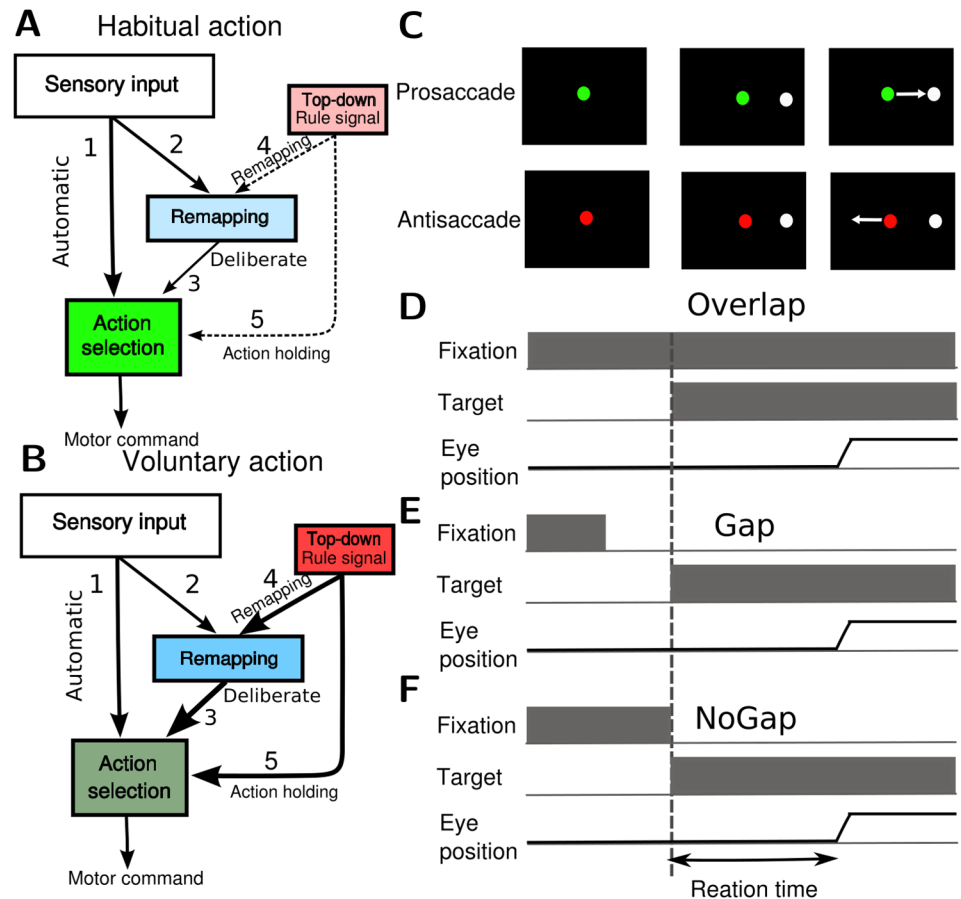 A
Habitual action
Sensory input
Top-down
Rule signal
1
2
4
Remapping
Automatic
Remapping
Deliberate
3
5
Action holding
Action
selection
Motor command
B
Voluntary action
Sensory input
Top-down
Rule signal
1
2
4
Remapping
Automatic
Remapping
Deliberate
3
5
Action holding
Action
selection
Motor command
C
Prosaccade
Antisaccade
D
Overlap
Fixation
Target
Eye
position
E
Gap
Fixation
Target
Eye
position
F
NoGap
Fixation
Target
Eye
position
Reation time